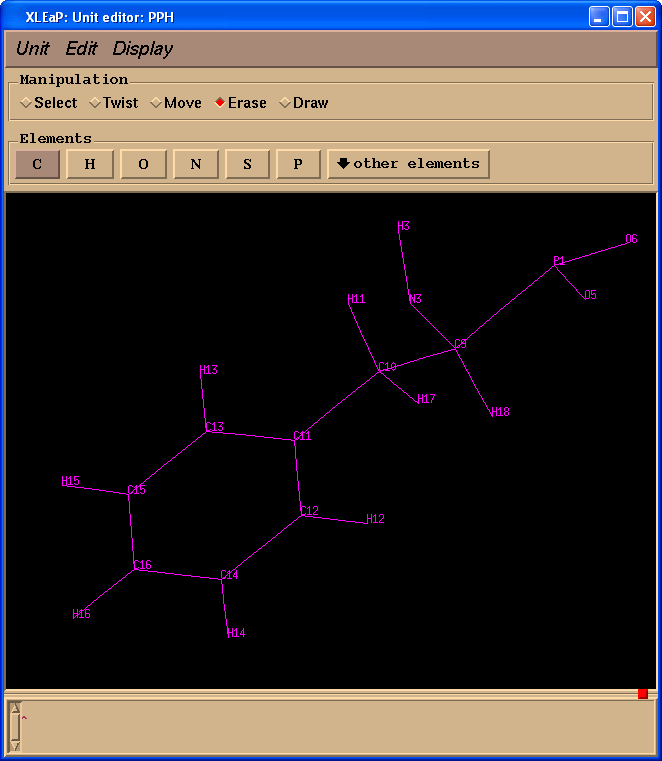 XLEaP: Unit editor: PPH
Unit Edit Display
Manipulation
Select Twist Move Erase Draw
Elements
C H O N S P other elements
H3
O6
P1
O5
H11
N3
C9
C10
H13
H17
H18
C13
C11
H15
C15
C12
H12
C16
C14
H16
H14